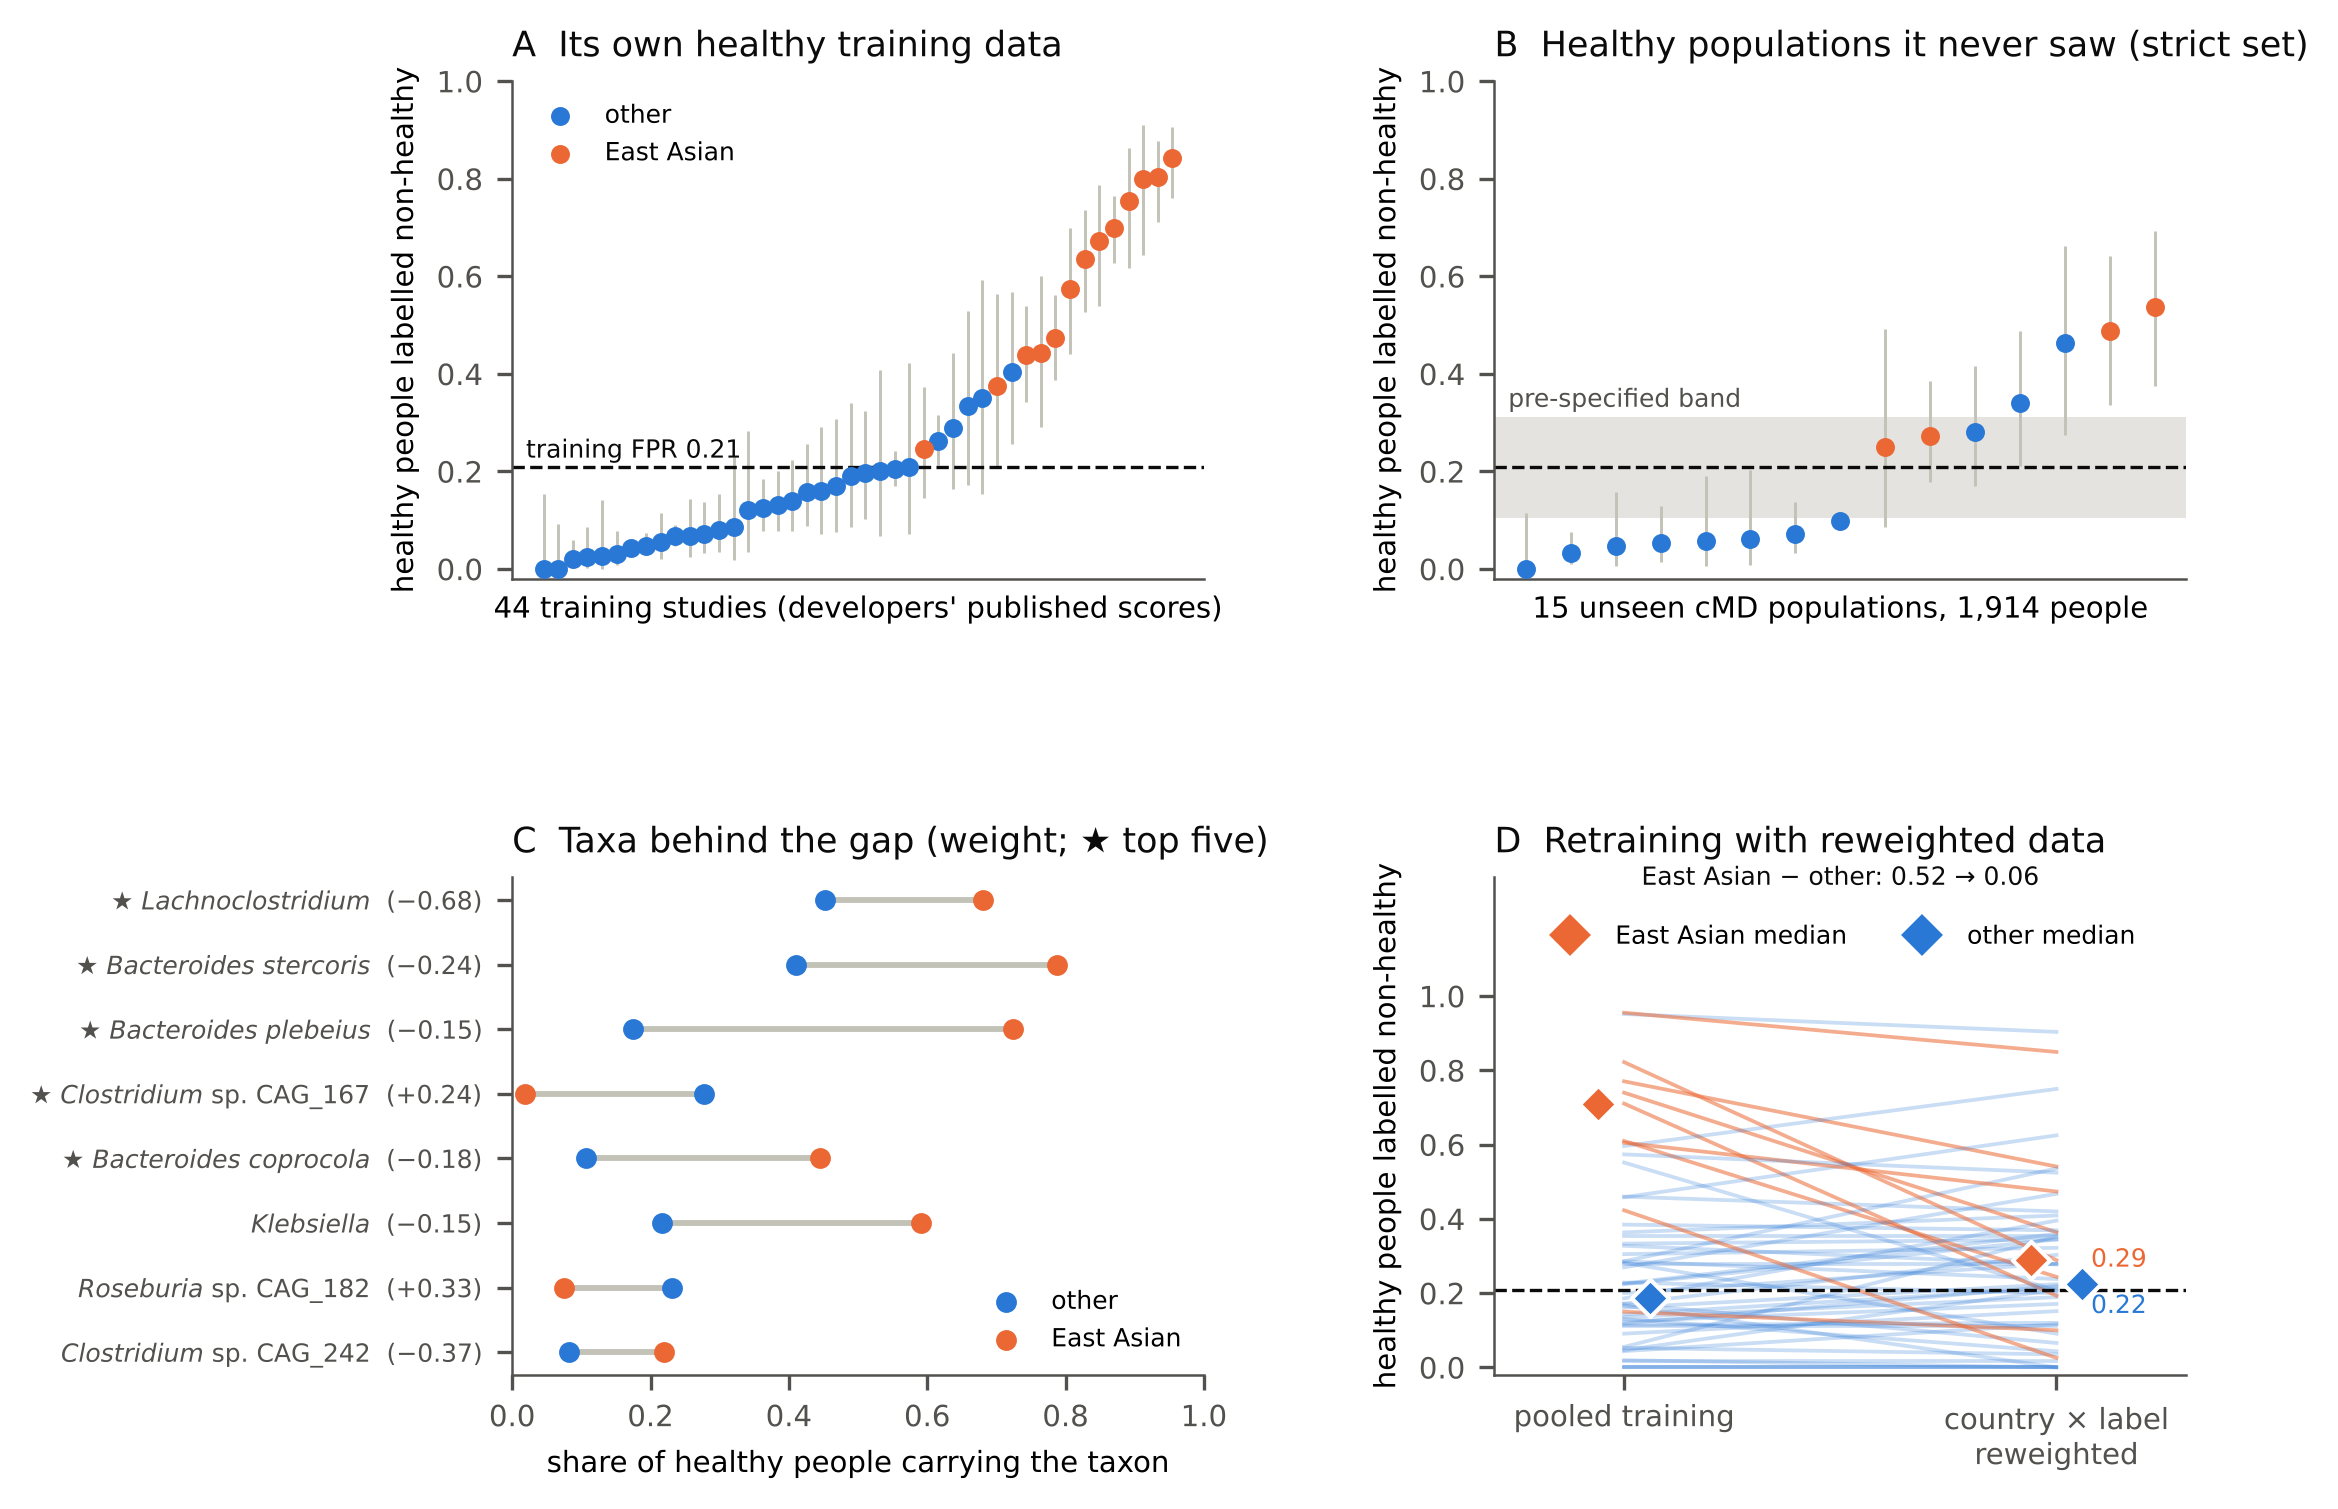 A Its own healthy training data
healthy people labelled non-healthy
1.0
0.8
0.6
0.4
0.2
0.0
other
East Asian
training FPR 0.21
44 training studies (developers' published scores)
B Healthy populations it never saw (strict set)
healthy people labelled non-healthy
1.0
0.8
0.6
0.4
0.2
0.0
pre-specified band
15 unseen cMD populations, 1,914 people
C Taxa behind the gap (weight; ★ top five)
★ Lachnoclostridium (−0.68)
★ Bacteroides stercoris (−0.24)
★ Bacteroides plebeius (−0.15)
★ Clostridium sp. CAG_167 (+0.24)
★ Bacteroides coprocola (−0.18)
Klebsiella (−0.15)
Roseburia sp. CAG_182 (+0.33)
Clostridium sp. CAG_242 (−0.37)
other
East Asian
0.0 0.2 0.4 0.6 0.8 1.0
share of healthy people carrying the taxon
D Retraining with reweighted data
East Asian − other: 0.52 → 0.06
East Asian median other median
healthy people labelled non-healthy
1.0
0.8
0.6
0.4
0.2
0.0
0.29
0.22
pooled training
country × label
reweighted